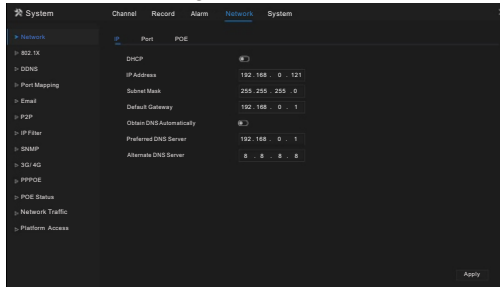 System Channel Record Alarm Network System
Network
802.1X
DDNS
Port Mapping
Email
P2P
IP Filter
SNMP
3G/ 4G
PPPOE
POE Status
Network Traffic
Platform Access
IP Port POE
DHCP
IP Address 192.168 . 0 . 121
Subnet Mask 255.255. 255 .0
Default Gateway 192.168 . 0 . 1
Obtain DNS Automatically
Preferred DNS Server 192.168 . 0 . 1
Alternate DNS Server 8 . 8 . 8 . 8
Apply